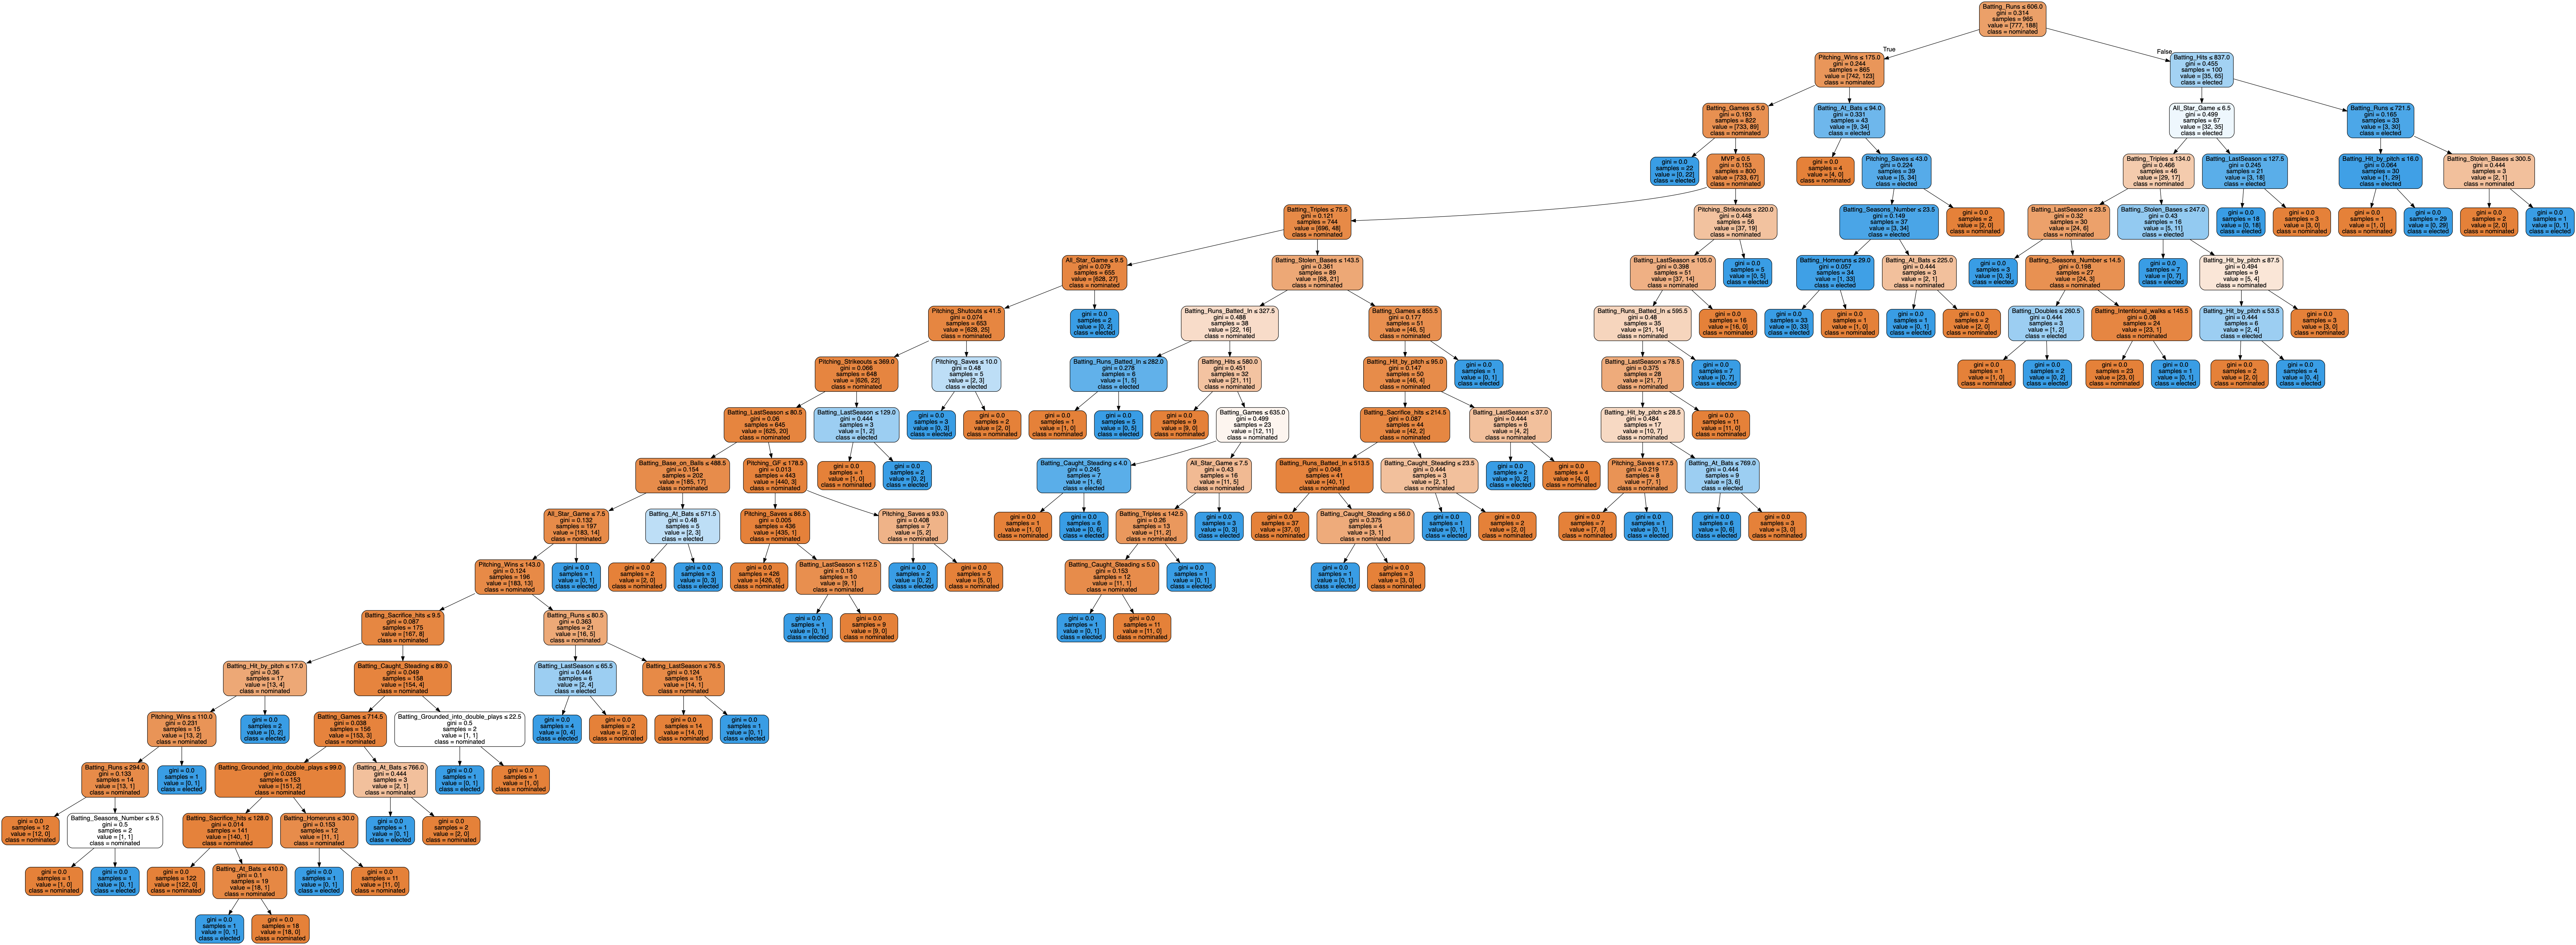 Batting_Runs ≤ 606.0
gini = 0.314
samples = 965
value = [777, 188]
class = nominated
True
False
Pitching_Wins ≤ 175.0
gini = 0.244
samples = 865
value = [742, 123]
class = nominated
Batting_Hits ≤ 837.0
gini = 0.455
samples = 100
value = [35, 65]
class = elected
Batting_Games ≤ 5.0
gini = 0.193
samples = 822
value = [733, 89]
class = nominated
Batting_At_Bats ≤ 94.0
gini = 0.331
samples = 43
value = [9, 34]
class = elected
All_Star_Game ≤ 6.5
gini = 0.499
samples = 67
value = [32, 35]
class = elected
Batting_Runs ≤ 721.5
gini = 0.165
samples = 33
value = [3, 30]
class = elected
gini = 0.0
samples = 22
value = [0, 22]
class = elected
MVP ≤ 0.5
gini = 0.153
samples = 800
value = [733, 67]
class = nominated
gini = 0.0
samples = 4
value = [4, 0]
class = nominated
Pitching_Saves ≤ 43.0
gini = 0.224
samples = 39
value = [5, 34]
class = elected
Batting_Triples ≤ 134.0
gini = 0.466
samples = 46
value = [29, 17]
class = nominated
Batting_LastSeason ≤ 127.5
gini = 0.245
samples = 21
value = [3, 18]
class = elected
Batting_Hit_by_pitch ≤ 16.0
gini = 0.064
samples = 30
value = [1, 29]
class = elected
Batting_Stolen_Bases ≤ 300.5
gini = 0.444
samples = 3
value = [2, 1]
class = nominated
Batting_Triples ≤ 75.5
gini = 0.121
samples = 744
value = [696, 48]
class = nominated
Pitching_Strikeouts ≤ 220.0
gini = 0.448
samples = 56
value = [37, 19]
class = nominated
Batting_Seasons_Number ≤ 23.5
gini = 0.149
samples = 37
value = [3, 34]
class = elected
gini = 0.0
samples = 2
value = [2, 0]
class = nominated
Batting_LastSeason ≤ 23.5
gini = 0.32
samples = 30
value = [24, 6]
class = nominated
Batting_Stolen_Bases ≤ 247.0
gini = 0.43
samples = 16
value = [5, 11]
class = elected
gini = 0.0
samples = 18
value = [0, 18]
class = elected
gini = 0.0
samples = 3
value = [3, 0]
class = nominated
gini = 0.0
samples = 1
value = [1, 0]
class = nominated
gini = 0.0
samples = 29
value = [0, 29]
class = elected
gini = 0.0
samples = 2
value = [2, 0]
class = nominated
gini = 0.0
samples = 1
value = [0, 1]
class = elected
All_Star_Game ≤ 9.5
gini = 0.079
samples = 655
value = [628, 27]
class = nominated
Batting_Stolen_Bases ≤ 143.5
gini = 0.361
samples = 89
value = [68, 21]
class = nominated
Batting_LastSeason ≤ 105.0
gini = 0.398
samples = 51
value = [37, 14]
class = nominated
gini = 0.0
samples = 5
value = [0, 5]
class = elected
Batting_Homeruns ≤ 29.0
gini = 0.057
samples = 34
value = [1, 33]
class = elected
Batting_At_Bats ≤ 225.0
gini = 0.444
samples = 3
value = [2, 1]
class = nominated
gini = 0.0
samples = 3
value = [0, 3]
class = elected
Batting_Seasons_Number ≤ 14.5
gini = 0.198
samples = 27
value = [24, 3]
class = nominated
gini = 0.0
samples = 7
value = [0, 7]
class = elected
Batting_Hit_by_pitch ≤ 87.5
gini = 0.494
samples = 9
value = [5, 4]
class = nominated
Pitching_Shutouts ≤ 41.5
gini = 0.074
samples = 653
value = [628, 25]
class = nominated
gini = 0.0
samples = 2
value = [0, 2]
class = elected
Batting_Runs_Batted_In ≤ 327.5
gini = 0.488
samples = 38
value = [22, 16]
class = nominated
Batting_Games ≤ 855.5
gini = 0.177
samples = 51
value = [46, 5]
class = nominated
Batting_Runs_Batted_In ≤ 595.5
gini = 0.48
samples = 35
value = [21, 14]
class = nominated
gini = 0.0
samples = 16
value = [16, 0]
class = nominated
gini = 0.0
samples = 33
value = [0, 33]
class = elected
gini = 0.0
samples = 1
value = [1, 0]
class = nominated
gini = 0.0
samples = 1
value = [0, 1]
class = elected
gini = 0.0
samples = 2
value = [2, 0]
class = nominated
Batting_Doubles ≤ 260.5
gini = 0.444
samples = 3
value = [1, 2]
class = elected
Batting_Intentional_walks ≤ 145.5
gini = 0.08
samples = 24
value = [23, 1]
class = nominated
Batting_Hit_by_pitch ≤ 53.5
gini = 0.444
samples = 6
value = [2, 4]
class = elected
gini = 0.0
samples = 3
value = [3, 0]
class = nominated
Pitching_Strikeouts ≤ 369.0
gini = 0.066
samples = 648
value = [626, 22]
class = nominated
Pitching_Saves ≤ 10.0
gini = 0.48
samples = 5
value = [2, 3]
class = elected
Batting_Runs_Batted_In ≤ 282.0
gini = 0.278
samples = 6
value = [1, 5]
class = elected
Batting_Hits ≤ 580.0
gini = 0.451
samples = 32
value = [21, 11]
class = nominated
Batting_Hit_by_pitch ≤ 95.0
gini = 0.147
samples = 50
value = [46, 4]
class = nominated
gini = 0.0
samples = 1
value = [0, 1]
class = elected
Batting_LastSeason ≤ 78.5
gini = 0.375
samples = 28
value = [21, 7]
class = nominated
gini = 0.0
samples = 7
value = [0, 7]
class = elected
gini = 0.0
samples = 1
value = [1, 0]
class = nominated
gini = 0.0
samples = 2
value = [0, 2]
class = elected
gini = 0.0
samples = 23
value = [23, 0]
class = nominated
gini = 0.0
samples = 1
value = [0, 1]
class = elected
gini = 0.0
samples = 2
value = [2, 0]
class = nominated
gini = 0.0
samples = 4
value = [0, 4]
class = elected
Batting_LastSeason ≤ 80.5
gini = 0.06
samples = 645
value = [625, 20]
class = nominated
Batting_LastSeason ≤ 129.0
gini = 0.444
samples = 3
value = [1, 2]
class = elected
gini = 0.0
samples = 3
value = [0, 3]
class = elected
gini = 0.0
samples = 2
value = [2, 0]
class = nominated
gini = 0.0
samples = 1
value = [1, 0]
class = nominated
gini = 0.0
samples = 5
value = [0, 5]
class = elected
gini = 0.0
samples = 9
value = [9, 0]
class = nominated
Batting_Games ≤ 635.0
gini = 0.499
samples = 23
value = [12, 11]
class = nominated
Batting_Sacrifice_hits ≤ 214.5
gini = 0.087
samples = 44
value = [42, 2]
class = nominated
Batting_LastSeason ≤ 37.0
gini = 0.444
samples = 6
value = [4, 2]
class = nominated
Batting_Hit_by_pitch ≤ 28.5
gini = 0.484
samples = 17
value = [10, 7]
class = nominated
gini = 0.0
samples = 11
value = [11, 0]
class = nominated
Batting_Base_on_Balls ≤ 488.5
gini = 0.154
samples = 202
value = [185, 17]
class = nominated
Pitching_GF ≤ 178.5
gini = 0.013
samples = 443
value = [440, 3]
class = nominated
gini = 0.0
samples = 1
value = [1, 0]
class = nominated
gini = 0.0
samples = 2
value = [0, 2]
class = elected
Batting_Caught_Steading ≤ 4.0
gini = 0.245
samples = 7
value = [1, 6]
class = elected
All_Star_Game ≤ 7.5
gini = 0.43
samples = 16
value = [11, 5]
class = nominated
Batting_Runs_Batted_In ≤ 513.5
gini = 0.048
samples = 41
value = [40, 1]
class = nominated
Batting_Caught_Steading ≤ 23.5
gini = 0.444
samples = 3
value = [2, 1]
class = nominated
gini = 0.0
samples = 2
value = [0, 2]
class = elected
gini = 0.0
samples = 4
value = [4, 0]
class = nominated
Pitching_Saves ≤ 17.5
gini = 0.219
samples = 8
value = [7, 1]
class = nominated
Batting_At_Bats ≤ 769.0
gini = 0.444
samples = 9
value = [3, 6]
class = elected
All_Star_Game ≤ 7.5
gini = 0.132
samples = 197
value = [183, 14]
class = nominated
Batting_At_Bats ≤ 571.5
gini = 0.48
samples = 5
value = [2, 3]
class = elected
Pitching_Saves ≤ 86.5
gini = 0.005
samples = 436
value = [435, 1]
class = nominated
Pitching_Saves ≤ 93.0
gini = 0.408
samples = 7
value = [5, 2]
class = nominated
gini = 0.0
samples = 1
value = [1, 0]
class = nominated
gini = 0.0
samples = 6
value = [0, 6]
class = elected
Batting_Triples ≤ 142.5
gini = 0.26
samples = 13
value = [11, 2]
class = nominated
gini = 0.0
samples = 3
value = [0, 3]
class = elected
gini = 0.0
samples = 37
value = [37, 0]
class = nominated
Batting_Caught_Steading ≤ 56.0
gini = 0.375
samples = 4
value = [3, 1]
class = nominated
gini = 0.0
samples = 1
value = [0, 1]
class = elected
gini = 0.0
samples = 2
value = [2, 0]
class = nominated
gini = 0.0
samples = 7
value = [7, 0]
class = nominated
gini = 0.0
samples = 1
value = [0, 1]
class = elected
gini = 0.0
samples = 6
value = [0, 6]
class = elected
gini = 0.0
samples = 3
value = [3, 0]
class = nominated
Pitching_Wins ≤ 143.0
gini = 0.124
samples = 196
value = [183, 13]
class = nominated
gini = 0.0
samples = 1
value = [0, 1]
class = elected
gini = 0.0
samples = 2
value = [2, 0]
class = nominated
gini = 0.0
samples = 3
value = [0, 3]
class = elected
gini = 0.0
samples = 426
value = [426, 0]
class = nominated
Batting_LastSeason ≤ 112.5
gini = 0.18
samples = 10
value = [9, 1]
class = nominated
gini = 0.0
samples = 2
value = [0, 2]
class = elected
gini = 0.0
samples = 5
value = [5, 0]
class = nominated
Batting_Caught_Steading ≤ 5.0
gini = 0.153
samples = 12
value = [11, 1]
class = nominated
gini = 0.0
samples = 1
value = [0, 1]
class = elected
gini = 0.0
samples = 1
value = [0, 1]
class = elected
gini = 0.0
samples = 3
value = [3, 0]
class = nominated
Batting_Sacrifice_hits ≤ 9.5
gini = 0.087
samples = 175
value = [167, 8]
class = nominated
Batting_Runs ≤ 80.5
gini = 0.363
samples = 21
value = [16, 5]
class = nominated
gini = 0.0
samples = 1
value = [0, 1]
class = elected
gini = 0.0
samples = 9
value = [9, 0]
class = nominated
gini = 0.0
samples = 1
value = [0, 1]
class = elected
gini = 0.0
samples = 11
value = [11, 0]
class = nominated
Batting_Hit_by_pitch ≤ 17.0
gini = 0.36
samples = 17
value = [13, 4]
class = nominated
Batting_Caught_Steading ≤ 89.0
gini = 0.049
samples = 158
value = [154, 4]
class = nominated
Batting_LastSeason ≤ 65.5
gini = 0.444
samples = 6
value = [2, 4]
class = elected
Batting_LastSeason ≤ 76.5
gini = 0.124
samples = 15
value = [14, 1]
class = nominated
Pitching_Wins ≤ 110.0
gini = 0.231
samples = 15
value = [13, 2]
class = nominated
gini = 0.0
samples = 2
value = [0, 2]
class = elected
Batting_Games ≤ 714.5
gini = 0.038
samples = 156
value = [153, 3]
class = nominated
Batting_Grounded_into_double_plays ≤ 22.5
gini = 0.5
samples = 2
value = [1, 1]
class = nominated
gini = 0.0
samples = 4
value = [0, 4]
class = elected
gini = 0.0
samples = 2
value = [2, 0]
class = nominated
gini = 0.0
samples = 14
value = [14, 0]
class = nominated
gini = 0.0
samples = 1
value = [0, 1]
class = elected
Batting_Runs ≤ 294.0
gini = 0.133
samples = 14
value = [13, 1]
class = nominated
gini = 0.0
samples = 1
value = [0, 1]
class = elected
Batting_Grounded_into_double_plays ≤ 99.0
gini = 0.026
samples = 153
value = [151, 2]
class = nominated
Batting_At_Bats ≤ 766.0
gini = 0.444
samples = 3
value = [2, 1]
class = nominated
gini = 0.0
samples = 1
value = [0, 1]
class = elected
gini = 0.0
samples = 1
value = [1, 0]
class = nominated
gini = 0.0
samples = 12
value = [12, 0]
class = nominated
Batting_Seasons_Number ≤ 9.5
gini = 0.5
samples = 2
value = [1, 1]
class = nominated
Batting_Sacrifice_hits ≤ 128.0
gini = 0.014
samples = 141
value = [140, 1]
class = nominated
Batting_Homeruns ≤ 30.0
gini = 0.153
samples = 12
value = [11, 1]
class = nominated
gini = 0.0
samples = 1
value = [0, 1]
class = elected
gini = 0.0
samples = 2
value = [2, 0]
class = nominated
gini = 0.0
samples = 1
value = [1, 0]
class = nominated
gini = 0.0
samples = 1
value = [0, 1]
class = elected
gini = 0.0
samples = 122
value = [122, 0]
class = nominated
Batting_At_Bats ≤ 410.0
gini = 0.1
samples = 19
value = [18, 1]
class = nominated
gini = 0.0
samples = 1
value = [0, 1]
class = elected
gini = 0.0
samples = 11
value = [11, 0]
class = nominated
gini = 0.0
samples = 1
value = [0, 1]
class = elected
gini = 0.0
samples = 18
value = [18, 0]
class = nominated